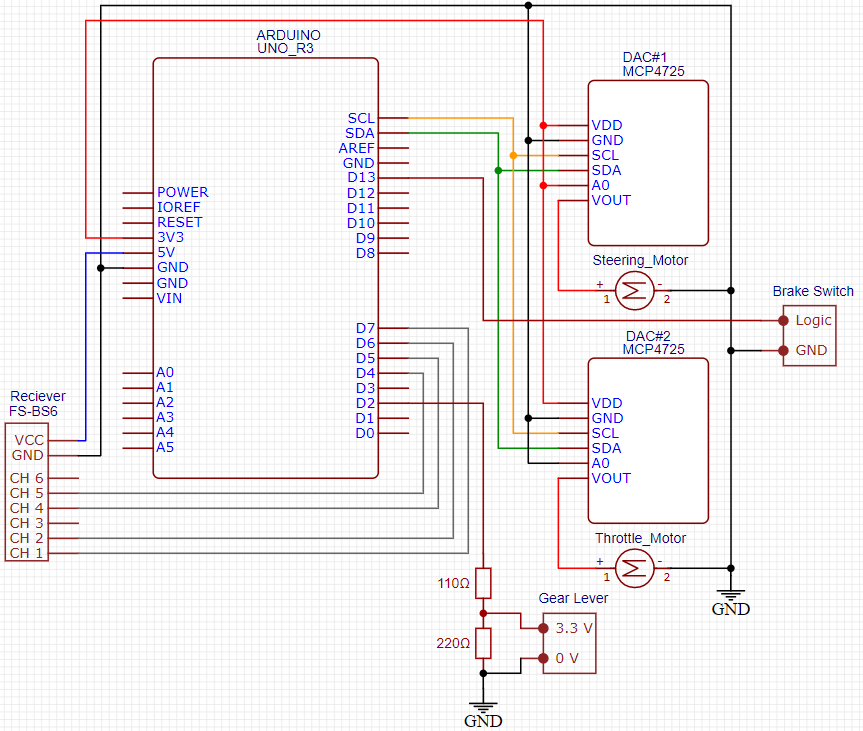 ARDUINO
UNO_R3
SCL
SDA
AREF
GND
D13
D12
D11
D10
D9
D8
D7
D6
D5
D4
D3
D2
D1
D0
POWER
IOREF
RESET
3V3
5V
GND
GND
VIN
A0
A1
A2
A3
A4
A5
DAC#1
MCP4725
VDD
GND
SCL
SDA
A0
VOUT
Steering_Motor
+ -
1 2
Brake Switch
Logic
GND
DAC#2
MCP4725
VDD
GND
SCL
SDA
A0
VOUT
Throttle_Motor
+ -
1 2
GND
Reciever
FS-BS6
VCC
GND
CH 6
CH 5
CH 4
CH 3
CH 2
CH 1
110Ω
220Ω
Gear Lever
3.3 V
0 V
GND